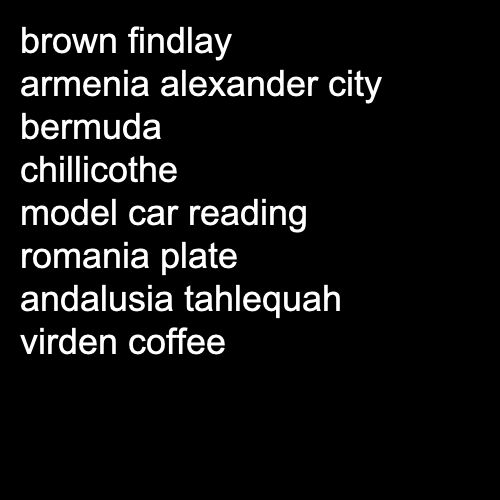 brown findlay
armenia alexander city
bermuda
chillicothe
model car reading
romania plate
andalusia tahlequah
virden coffee